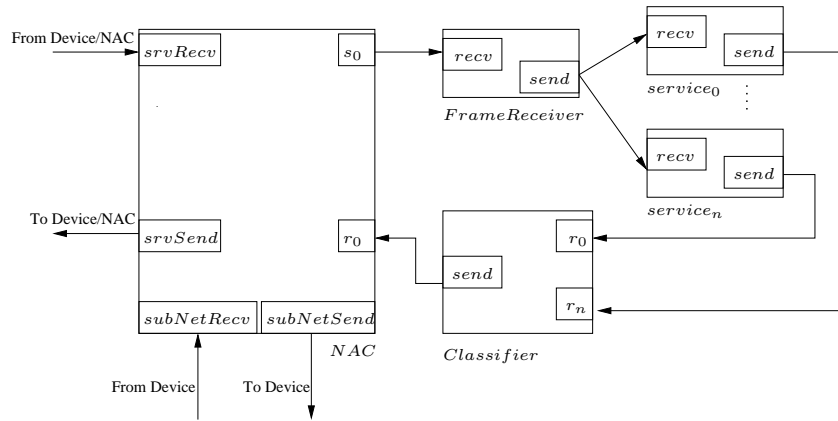 From Device/NAC
srvRecv
s0
recv
send
FrameReceiver
recv
send
service0
recv
send
servicen
To Device/NAC
srvSend
r0
send
r0
rn
Classifier
subNetRecv
subNetSend
NAC
From Device
To Device